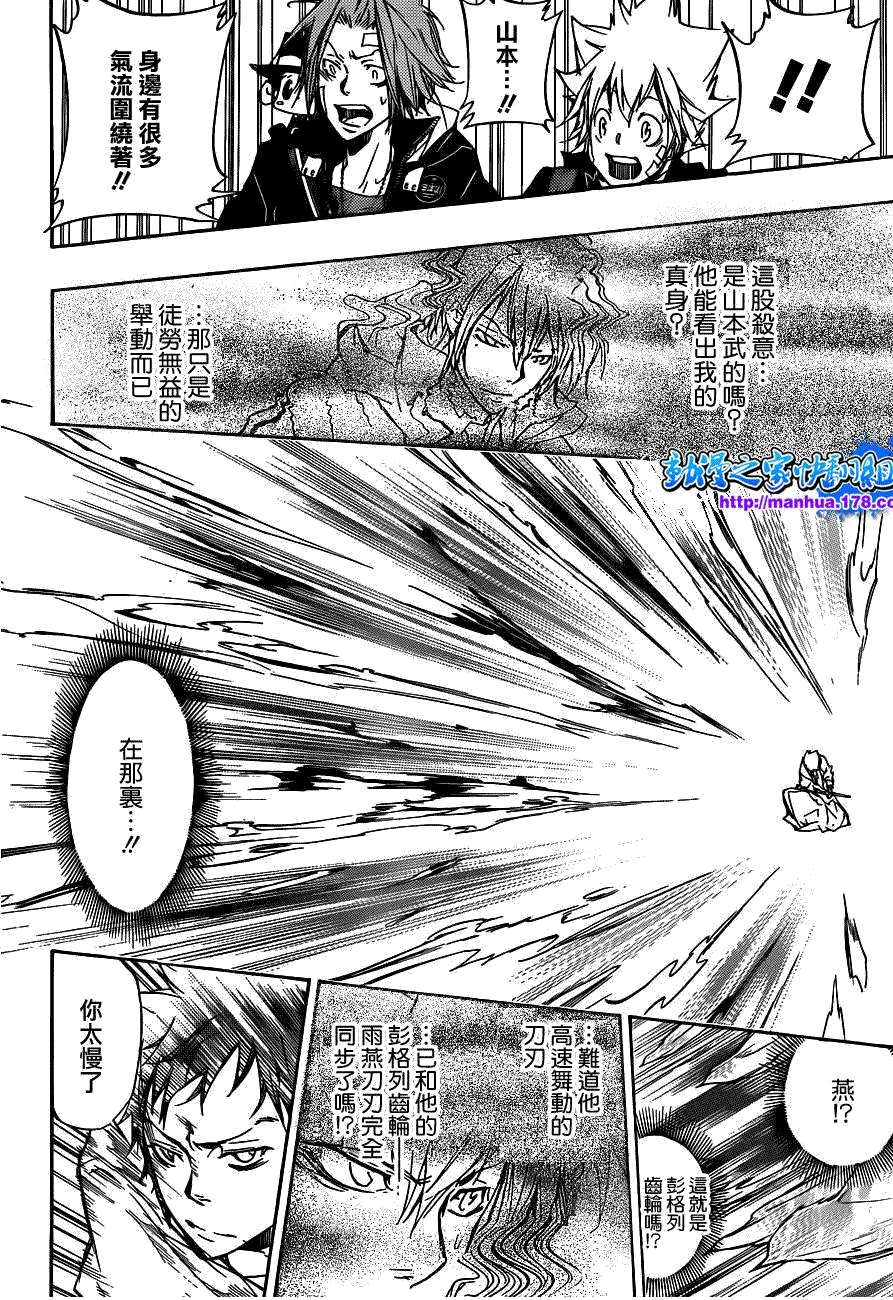 !!
山本…!!
身邊有很多
氣流圍繞著!!
這股殺意…
是山本武的嗎?
他能看出我的
真身?
…那只是
徒勞無益的
舉動而已
動漫之家汉化组
http://manhua.178.co
在那裏…!!
燕!?
這就是
彭格列
齒輪嗎!?
…難道他
高速舞動的
刀刃
…已和他的
彭格列齒輪——
雨燕刀刃完全
同步了嗎!?
你太慢
了